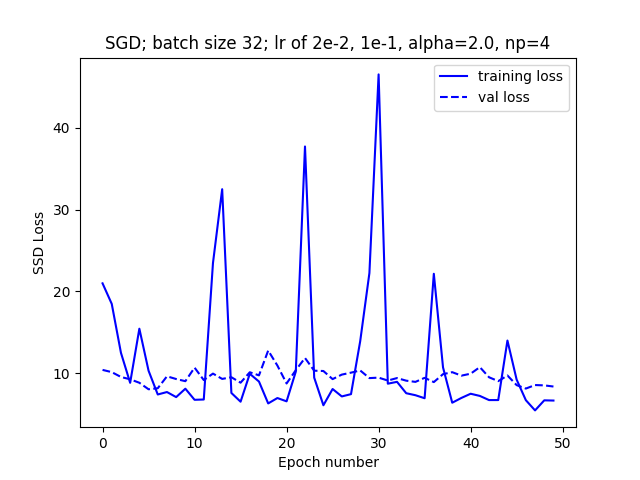 SGD; batch size 32; lr of 2e-2, 1e-1, alpha=2.0, np=4
training loss
val loss
SSD Loss
40
30
20
10
0
10
20
30
40
50
Epoch number